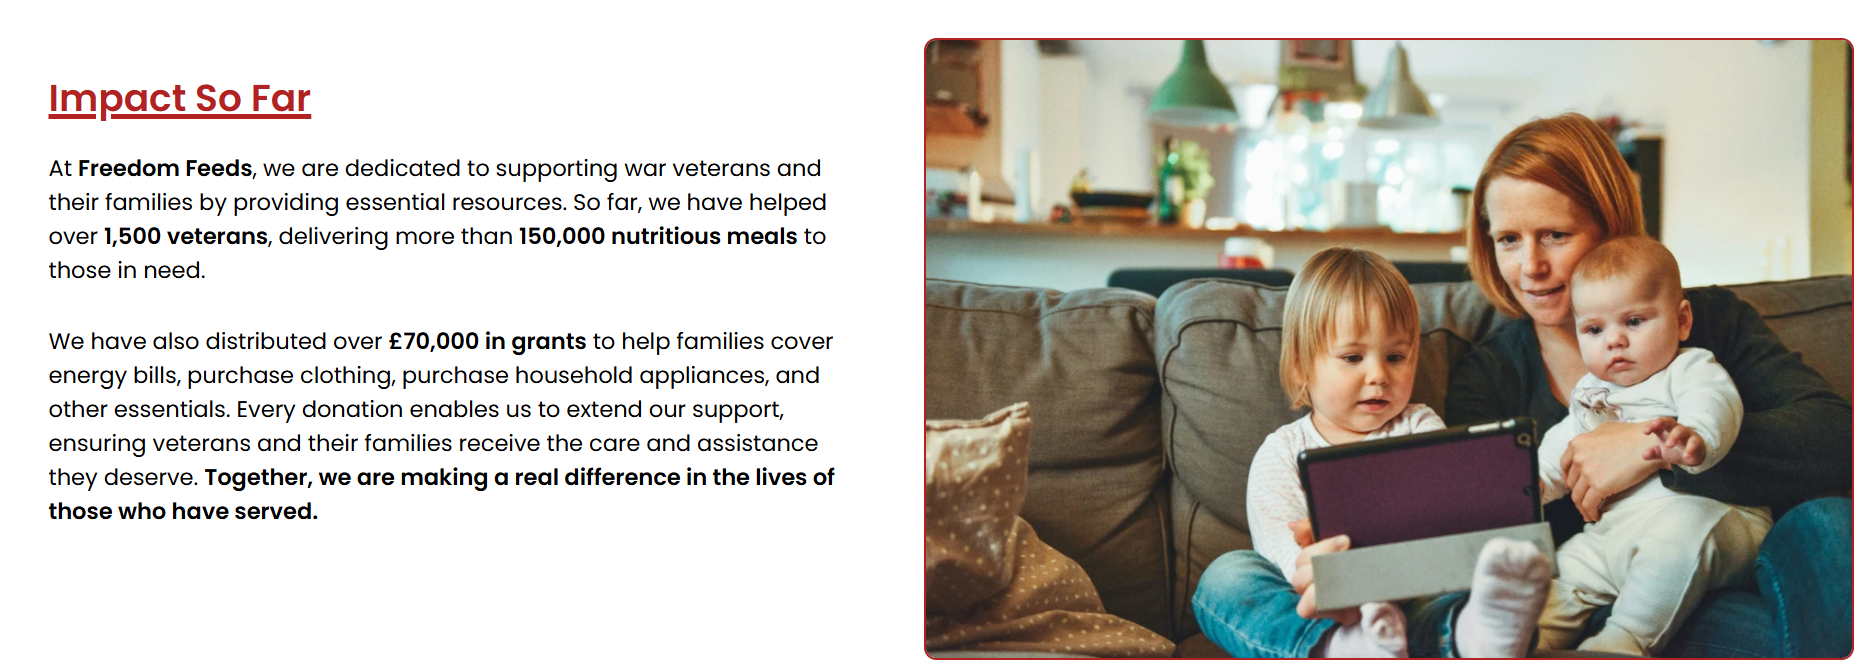 Impact So Far
At Freedom Feeds, we are dedicated to supporting war veterans and
their families by providing essential resources. So far, we have helped
over 1,500 veterans, delivering more than 150,000 nutritious meals to
those in need.
We have also distributed over £70,000 in grants to help families cover
energy bills, purchase clothing, purchase household appliances, and
other essentials. Every donation enables us to extend our support,
ensuring veterans and their families receive the care and assistance
they deserve. Together, we are making a real difference in the lives of
those who have served.